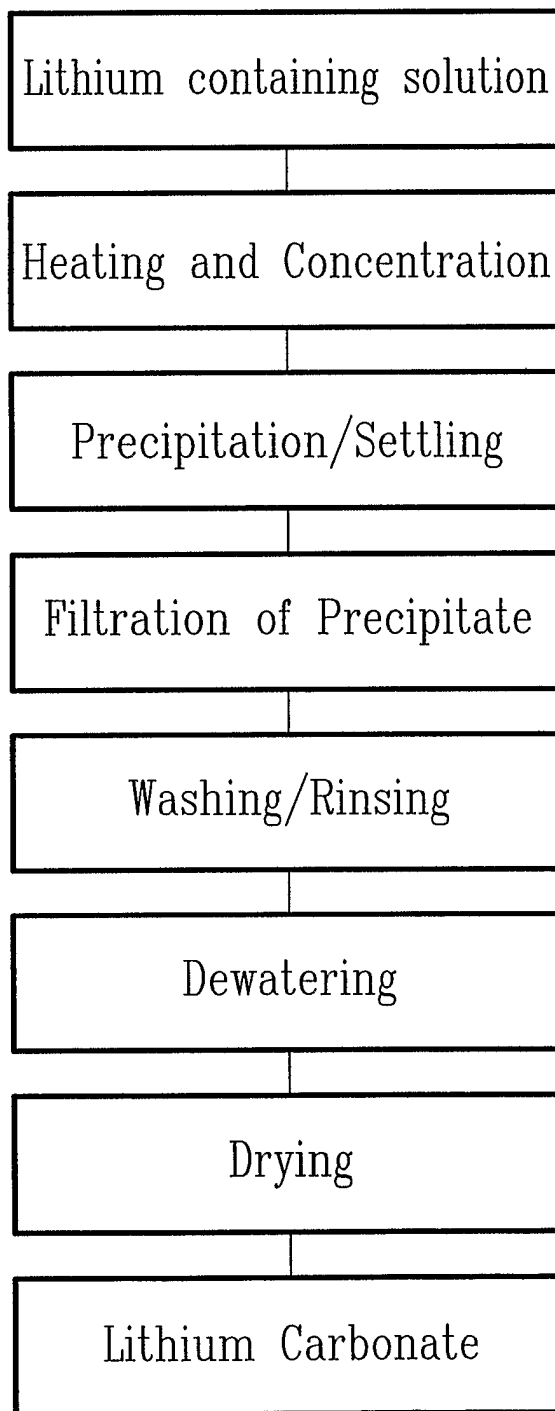 Lithium containing solution
Heating and Concentration
Precipitation/Settling
Filtration of Precipitate
Washing/Rinsing
Dewatering
Drying
Lithium Carbonate